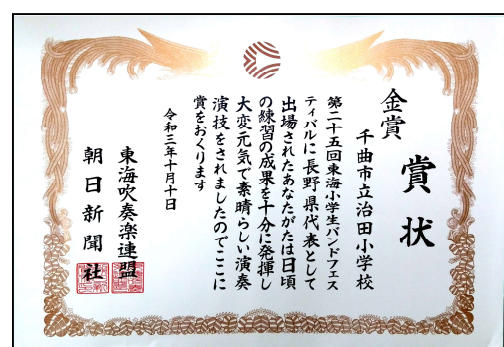 賞状
金賞
千曲市立治田小学校
第二十五回東海小学生バンドフェス
ティバルに長野県代表として
出場されたあなたがたは日頃
の練習の成果を十分に発揮し
大変元気で素晴らしい演奏
演技をされましたのでここに
賞をおくります
令和三年十月十日
東海吹奏楽連盟
朝日新聞社